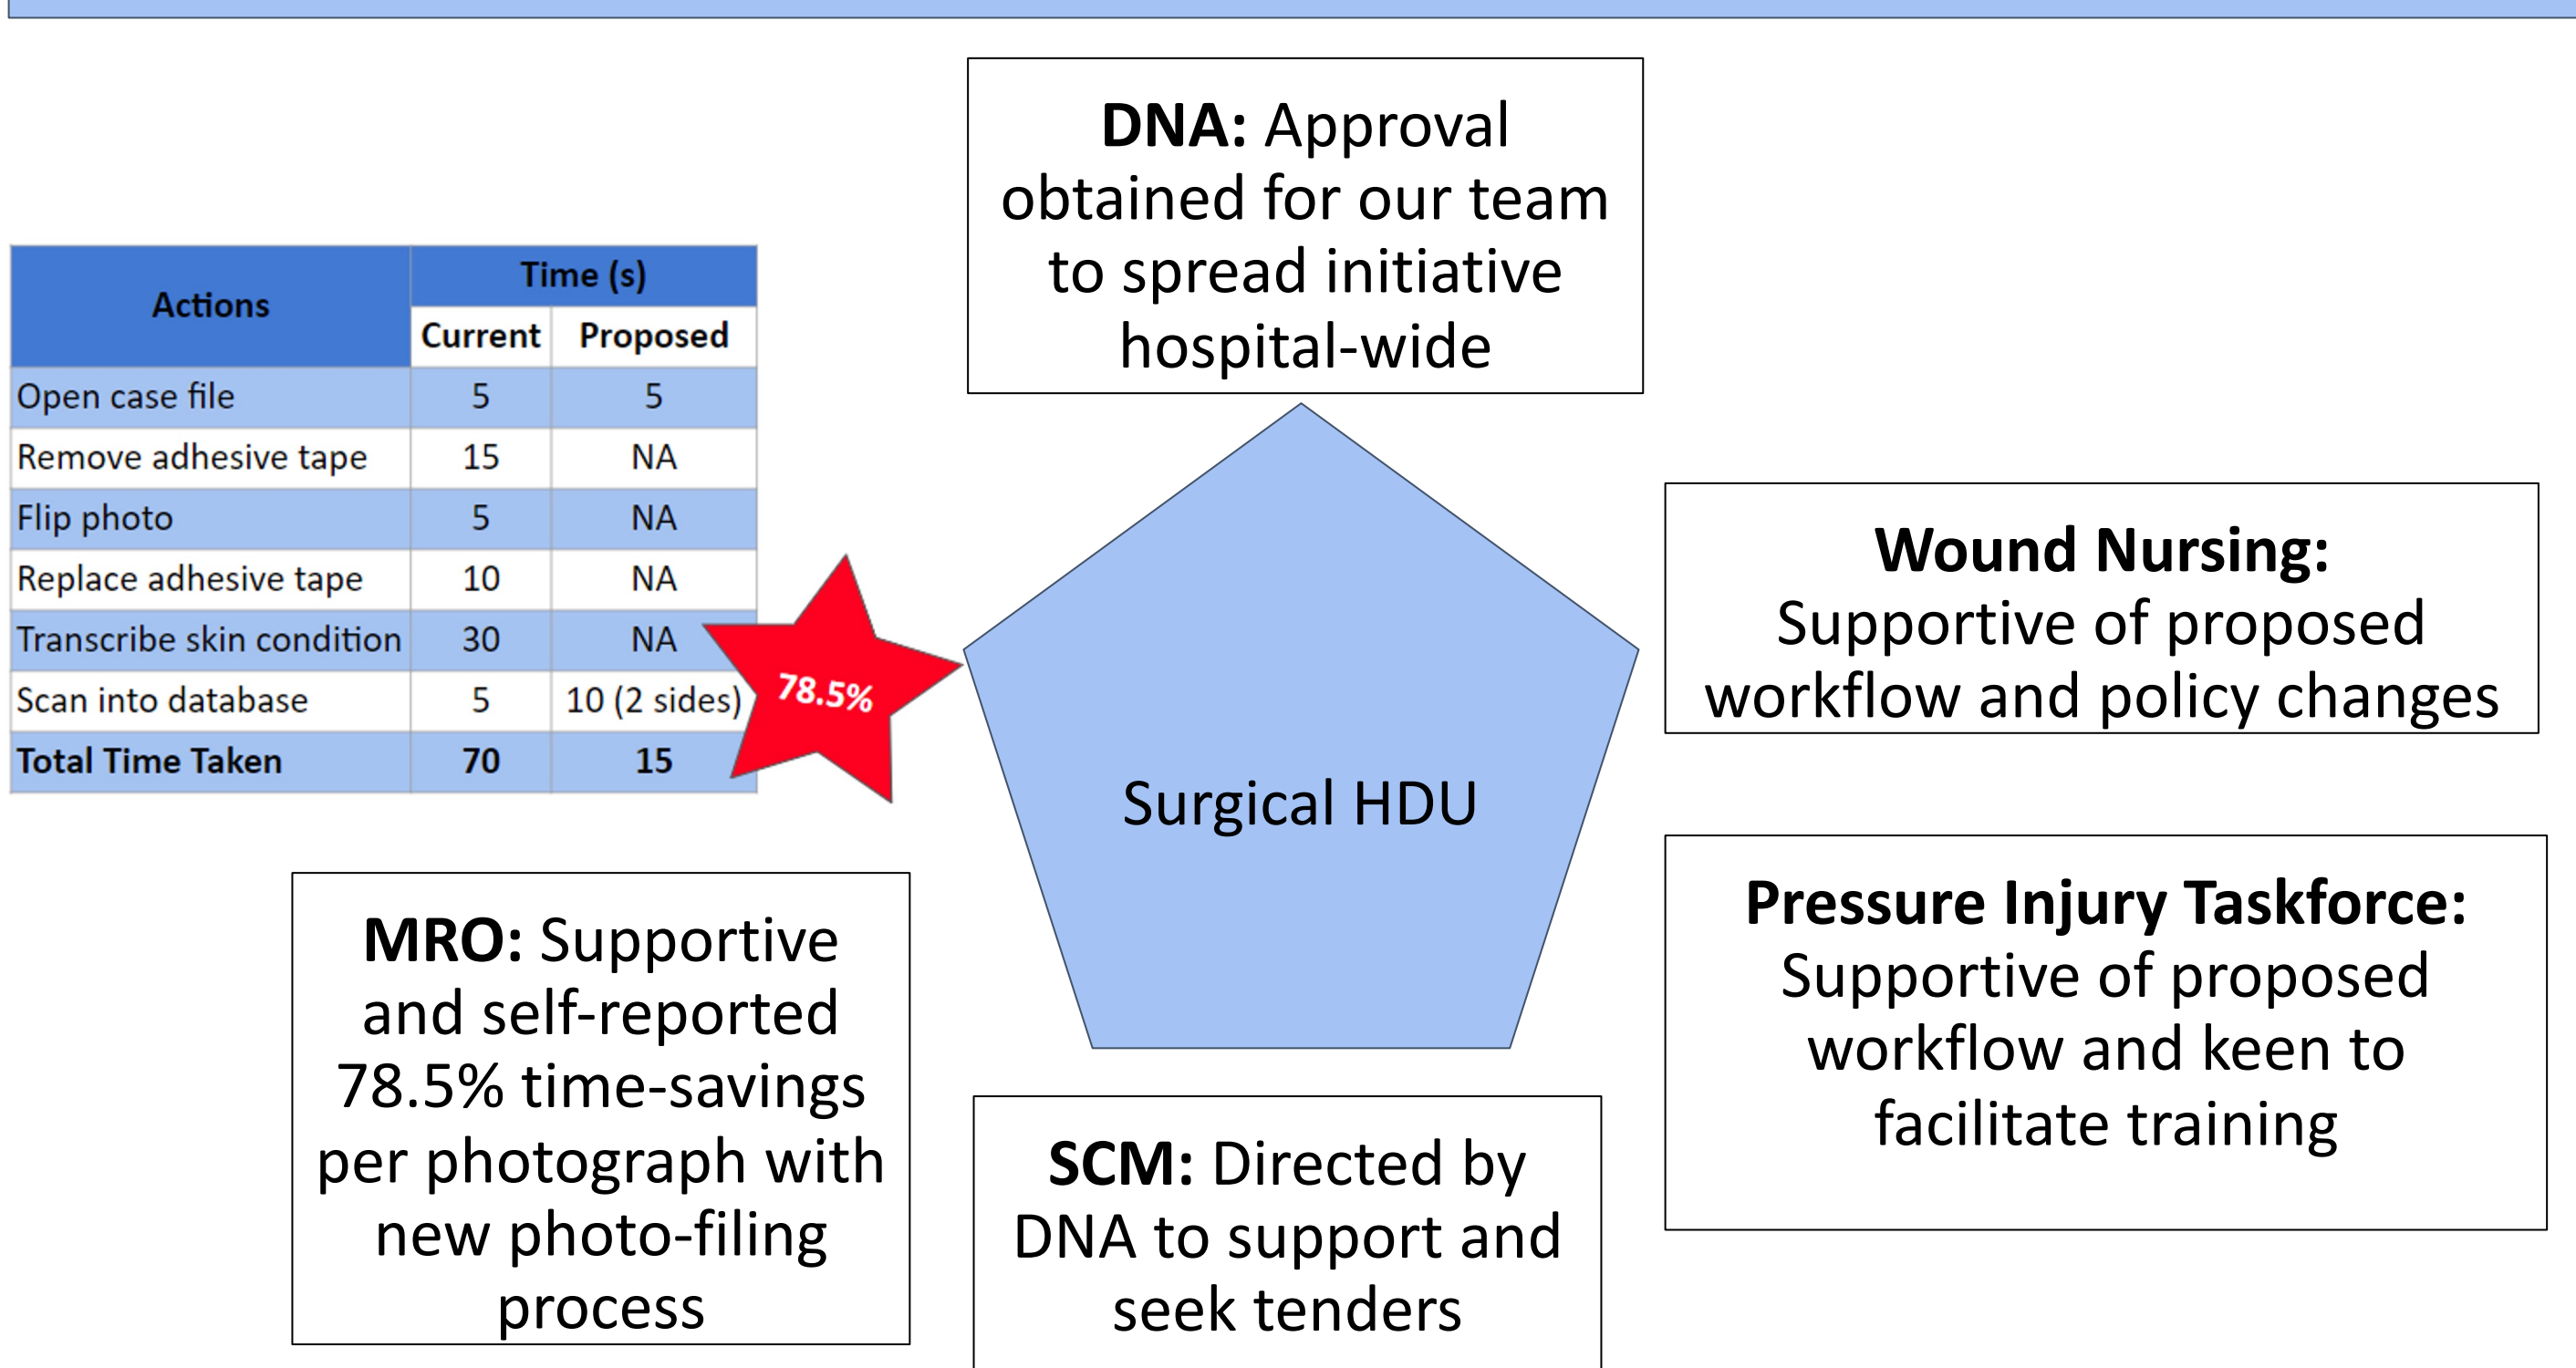 DNA: Approval
obtained for our team
to spread initiative
hospital-wide
Actions Time (s)
Current Proposed
Open case file 5 5
Remove adhesive tape 15 NA
Flip photo 5 NA
Replace adhesive tape 10 NA
Transcribe skin condition 30 NA
Scan into database 5 10 (2 sides)
Total Time Taken 70 15
78.5%
Surgical HDU
Wound Nursing:
Supportive of proposed
workflow and policy changes
Pressure Injury Taskforce:
Supportive of proposed
workflow and keen to
facilitate training
MRO: Supportive
and self-reported
78.5% time-savings
per photograph with
new photo-filing
process
SCM: Directed by
DNA to support and
seek tenders